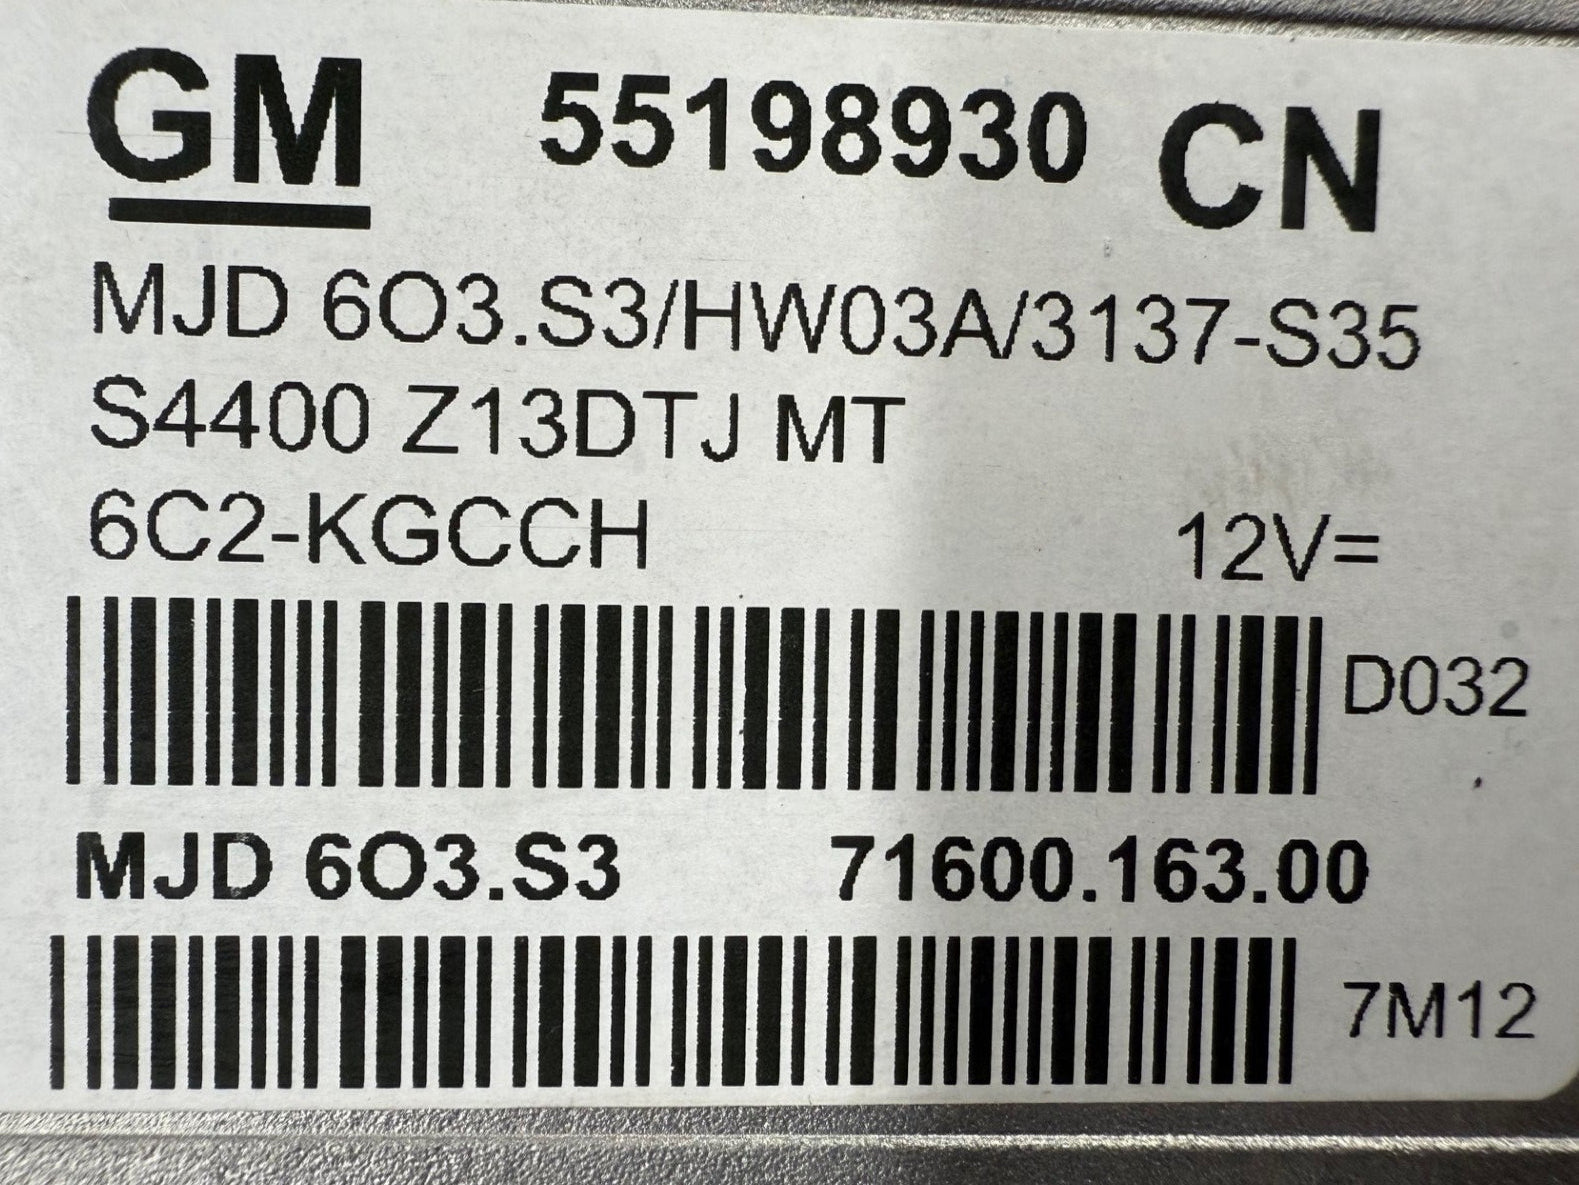 GM 55198930 CN
MJD 6O3.S3/HW03A/3137-S35
S4400 Z13DTJ MT
6C2-KGCCH 12V=
D032
MJD 6O3.S3 71600.163.00
7M12